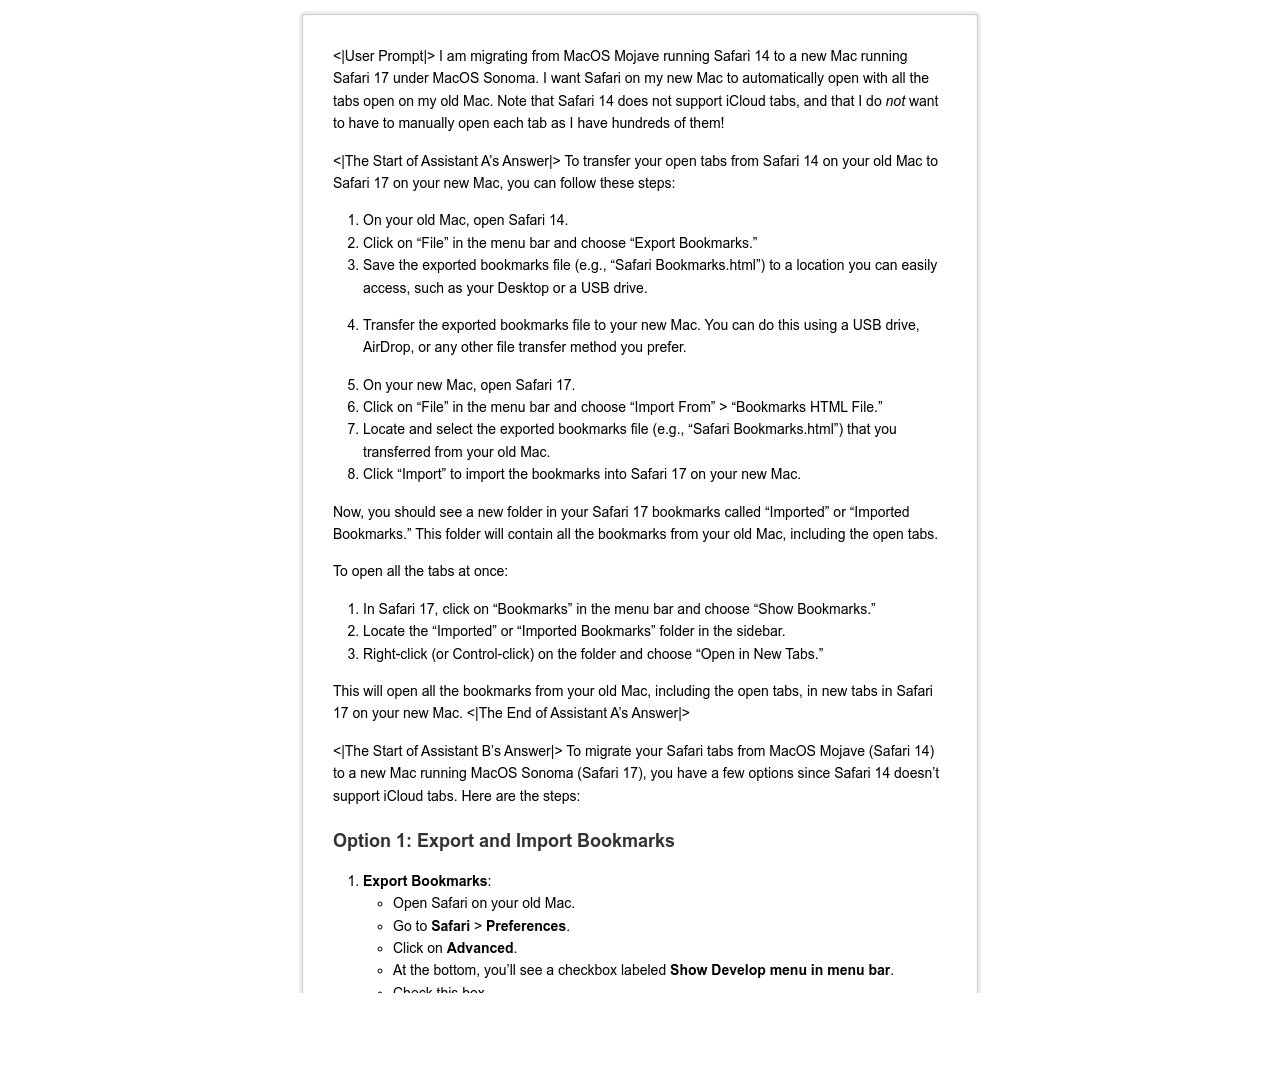 <|User Prompt|> I am migrating from MacOS Mojave running Safari 14 to a new Mac running
Safari 17 under MacOS Sonoma. I want Safari on my new Mac to automatically open with all the
tabs open on my old Mac. Note that Safari 14 does not support iCloud tabs, and that I do not want
to have to manually open each tab as I have hundreds of them!
<|The Start of Assistant A’s Answer|> To transfer your open tabs from Safari 14 on your old Mac to
Safari 17 on your new Mac, you can follow these steps:
1. On your old Mac, open Safari 14.
2. Click on “File” in the menu bar and choose “Export Bookmarks.”
3. Save the exported bookmarks file (e.g., “Safari Bookmarks.html”) to a location you can easily
access, such as your Desktop or a USB drive.
4. Transfer the exported bookmarks file to your new Mac. You can do this using a USB drive,
AirDrop, or any other file transfer method you prefer.
5. On your new Mac, open Safari 17.
6. Click on “File” in the menu bar and choose “Import From” > “Bookmarks HTML File.”
7. Locate and select the exported bookmarks file (e.g., “Safari Bookmarks.html”) that you
transferred from your old Mac.
8. Click “Import” to import the bookmarks into Safari 17 on your new Mac.
Now, you should see a new folder in your Safari 17 bookmarks called “Imported” or “Imported
Bookmarks.” This folder will contain all the bookmarks from your old Mac, including the open tabs.
To open all the tabs at once:
1. In Safari 17, click on “Bookmarks” in the menu bar and choose “Show Bookmarks.”
2. Locate the “Imported” or “Imported Bookmarks” folder in the sidebar.
3. Right-click (or Control-click) on the folder and choose “Open in New Tabs.”
This will open all the bookmarks from your old Mac, including the open tabs, in new tabs in Safari
17 on your new Mac. <|The End of Assistant A’s Answer|>
<|The Start of Assistant B’s Answer|> To migrate your Safari tabs from MacOS Mojave (Safari 14)
to a new Mac running MacOS Sonoma (Safari 17), you have a few options since Safari 14 doesn’t
support iCloud tabs. Here are the steps:
Option 1: Export and Import Bookmarks
1. Export Bookmarks:
◦ Open Safari on your old Mac.
◦ Go to Safari > Preferences.
◦ Click on Advanced.
◦ At the bottom, you’ll see a checkbox labeled Show Develop menu in menu bar.
◦ Check this box.